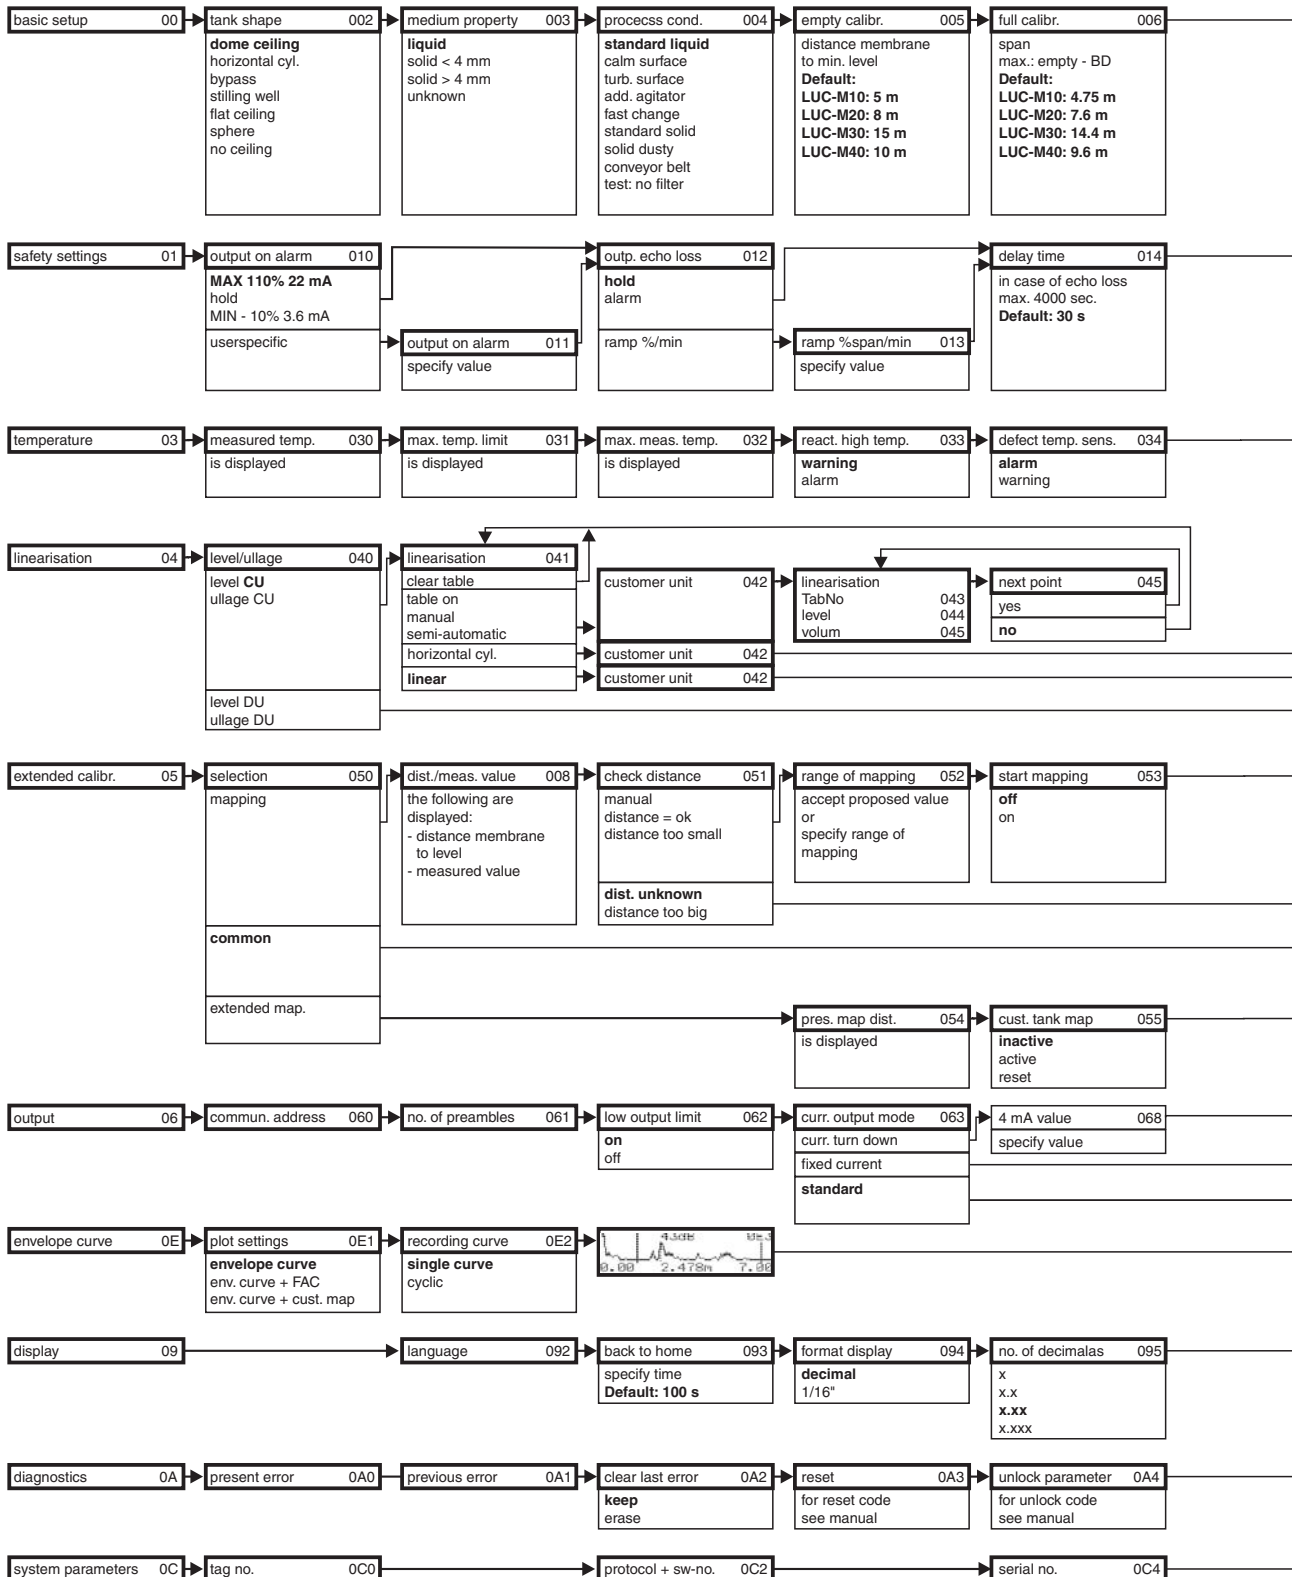 basic setup 00
tank shape 002
dome ceiling
horizontal cyl.
bypass
stilling well
flat ceiling
sphere
no ceiling
medium property 003
liquid
solid < 4 mm
solid > 4 mm
unknown
procecss cond. 004
standard liquid
calm surface
turb. surface
add. agitator
fast change
standard solid
solid dusty
conveyor belt
test: no filter
empty calibr. 005
distance membrane
to min. level
Default:
LUC-M10: 5 m
LUC-M20: 8 m
LUC-M30: 15 m
LUC-M40: 10 m
full calibr. 006
span
max.: empty - BD
Default:
LUC-M10: 4.75 m
LUC-M20: 7.6 m
LUC-M30: 14.4 m
LUC-M40: 9.6 m
safety settings 01
output on alarm 010
MAX 110% 22 mA
hold
MIN - 10% 3.6 mA
userspecific
output on alarm 011
specify value
outp. echo loss 012
hold
alarm
ramp %/min
ramp %span/min 013
specify value
delay time 014
in case of echo loss
max. 4000 sec.
Default: 30 s
temperature 03
measured temp. 030
is displayed
max. temp. limit 031
is displayed
max. meas. temp. 032
is displayed
react. high temp. 033
warning
alarm
defect temp. sens. 034
alarm
warning
linearisation 04
level/ullage 040
level CU
ullage CU
level DU
ullage DU
linearisation 041
clear table
table on
manual
semi-automatic
horizontal cyl.
linear
customer unit 042
customer unit 042
customer unit 042
linearisation
TabNo 043
level 044
volum 045
next point 045
yes
no
extended calibr. 05
selection 050
mapping
common
extended map.
dist./meas. value 008
the following are
displayed:
- distance membrane
to level
- measured value
check distance 051
manual
distance = ok
distance too small
dist. unknown
distance too big
range of mapping 052
accept proposed value
or
specify range of
mapping
start mapping 053
off
on
pres. map dist. 054
is displayed
cust. tank map 055
inactive
active
reset
output 06
commun. address 060
no. of preambles 061
low output limit 062
on
off
curr. output mode 063
curr. turn down
fixed current
standard
4 mA value 068
specify value
envelope curve 0E
plot settings 0E1
envelope curve
env. curve + FAC
env. curve + cust. map
recording curve 0E2
single curve
cyclic
43dB 0E3
0.00 2.478m 7.00
display 09
language 092
back to home 093
specify time
Default: 100 s
format display 094
decimal
1/16"
no. of decimalas 095
x
x.x
x.xx
x.xxx
diagnostics 0A
present error 0A0
previous error 0A1
clear last error 0A2
keep
erase
reset 0A3
for reset code
see manual
unlock parameter 0A4
for unlock code
see manual
system parameters 0C
tag no. 0C0
protocol + sw-no. 0C2
serial no. 0C4